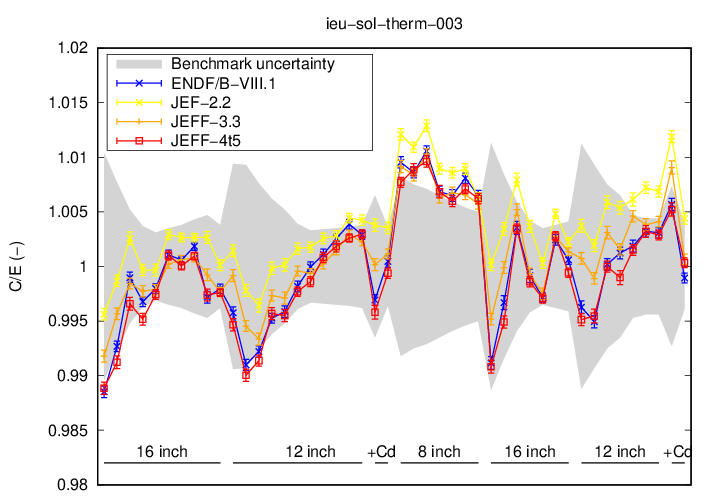 ieu−sol−therm−003
1.02
1.015
1.01
1.005
1
0.995
0.99
0.985
0.98
C/E (−)
Benchmark uncertainty
ENDF/B−VIII.1
JEF−2.2
JEFF−3.3
JEFF−4t5
16 inch 12 inch +Cd 8 inch 16 inch 12 inch +Cd